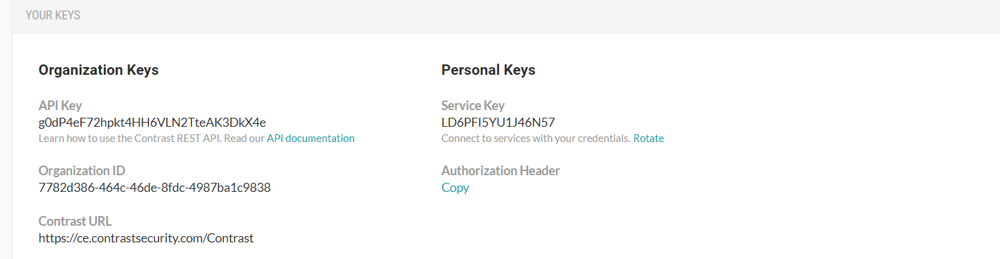 YOUR KEYS
Organization Keys
API Key
g0dP4eF72hpkt4HH6VLN2TteAK3DkX4e
Learn how to use the Contrast REST API. Read our API documentation
Organization ID
7782d386-464c-46de-8fdc-4987ba1c9838
Contrast URL
https://ce.contrastsecurity.com/Contrast
Personal Keys
Service Key
LD6PFI5YU1J46N57
Connect to services with your credentials. Rotate
Authorization Header
Copy